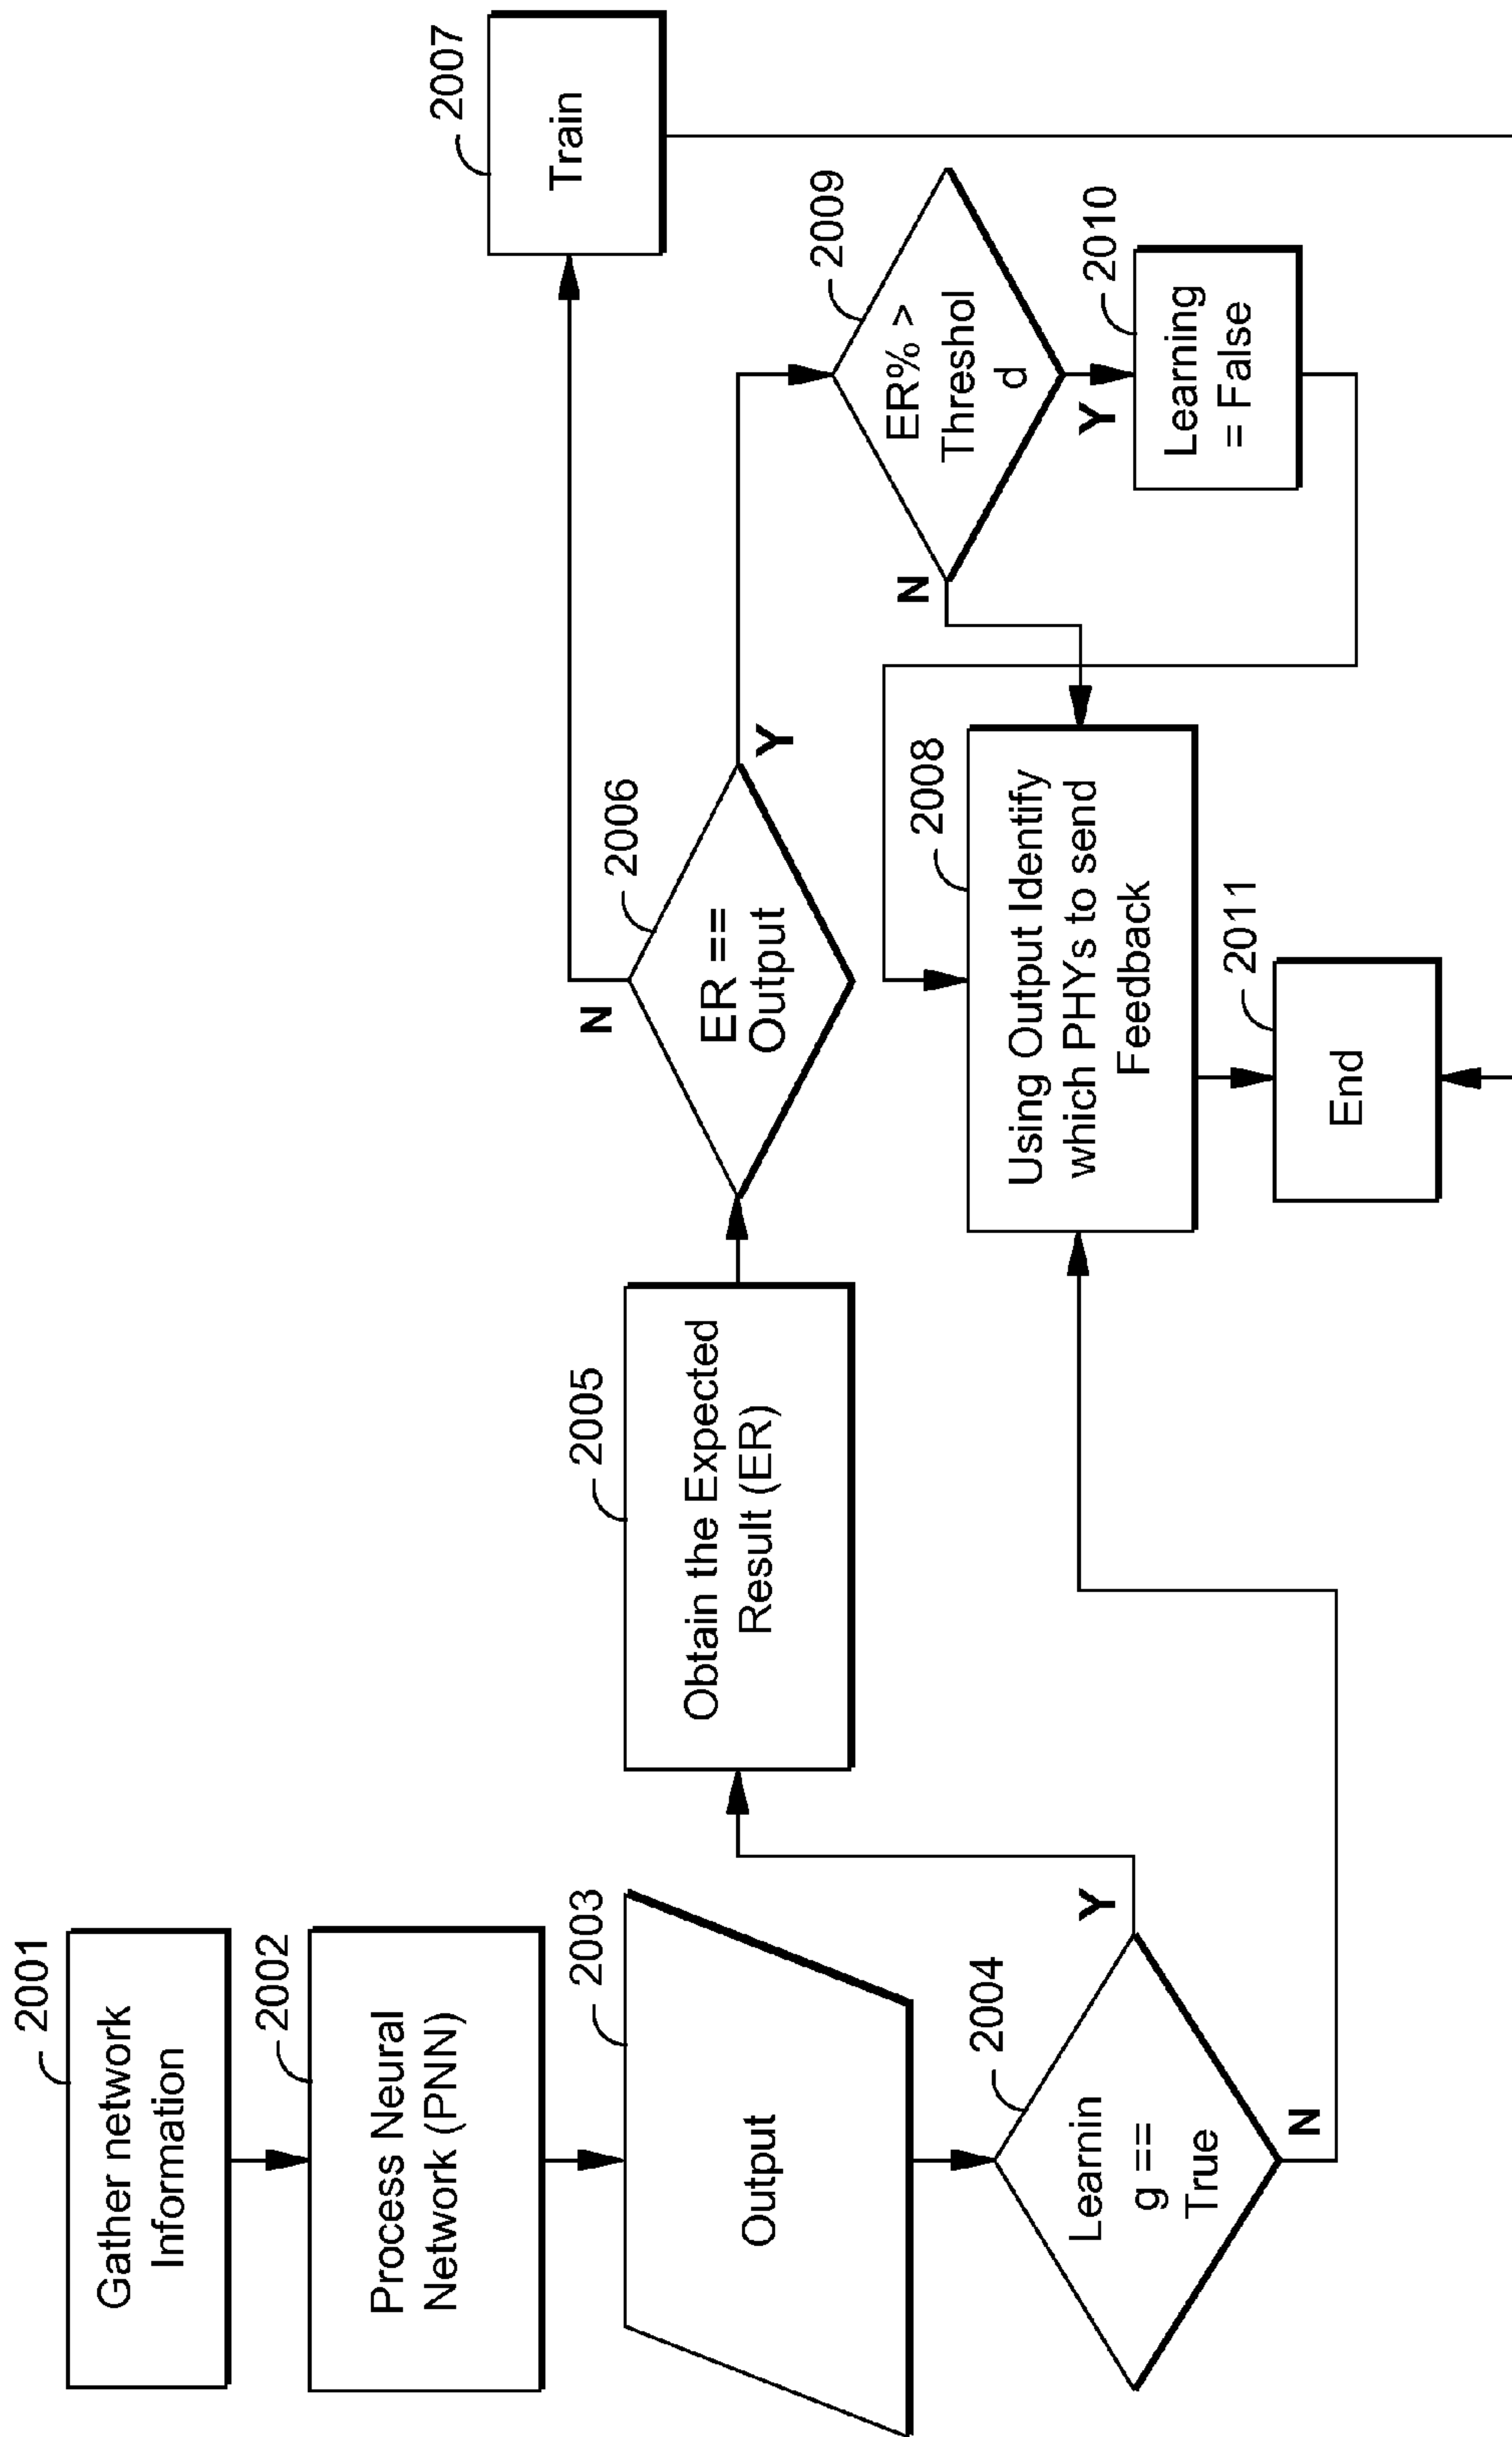 2001
Gather network
Information
2002
Process Neural
Network (PNN)
2003
Output
2004
Learnin
g ==
True
Y
N
2005
Obtain the Expected
Result (ER)
2006
ER ==
Output
N
Y
2007
Train
2009
ER% >
Threshol
d
N
Y
2010
Learning
= False
2008
Using Output Identify
which PHYs to send
Feedback
2011
End